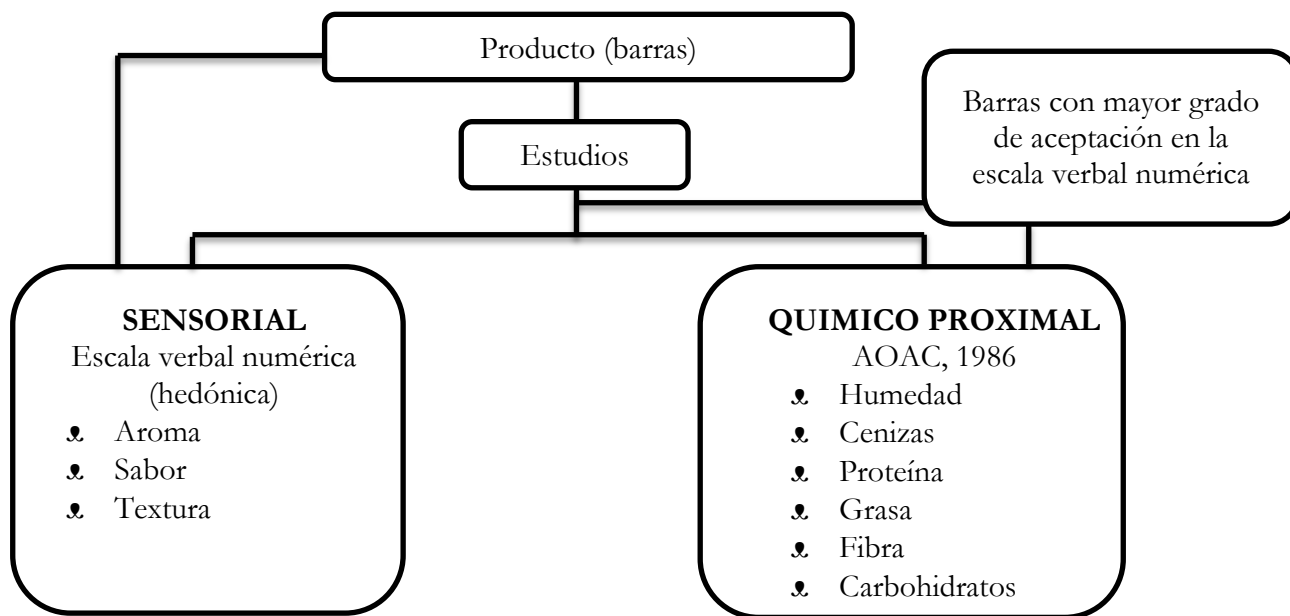 Producto (barras)
Estudios
Barras con mayor grado
de aceptación en la
escala verbal numérica
SENSORIAL
Escala verbal numérica
(hedónica)
Aroma
Sabor
Textura
QUIMICO PROXIMAL
AOAC, 1986
Humedad
Cenizas
Proteína
Grasa
Fibra
Carbohidratos